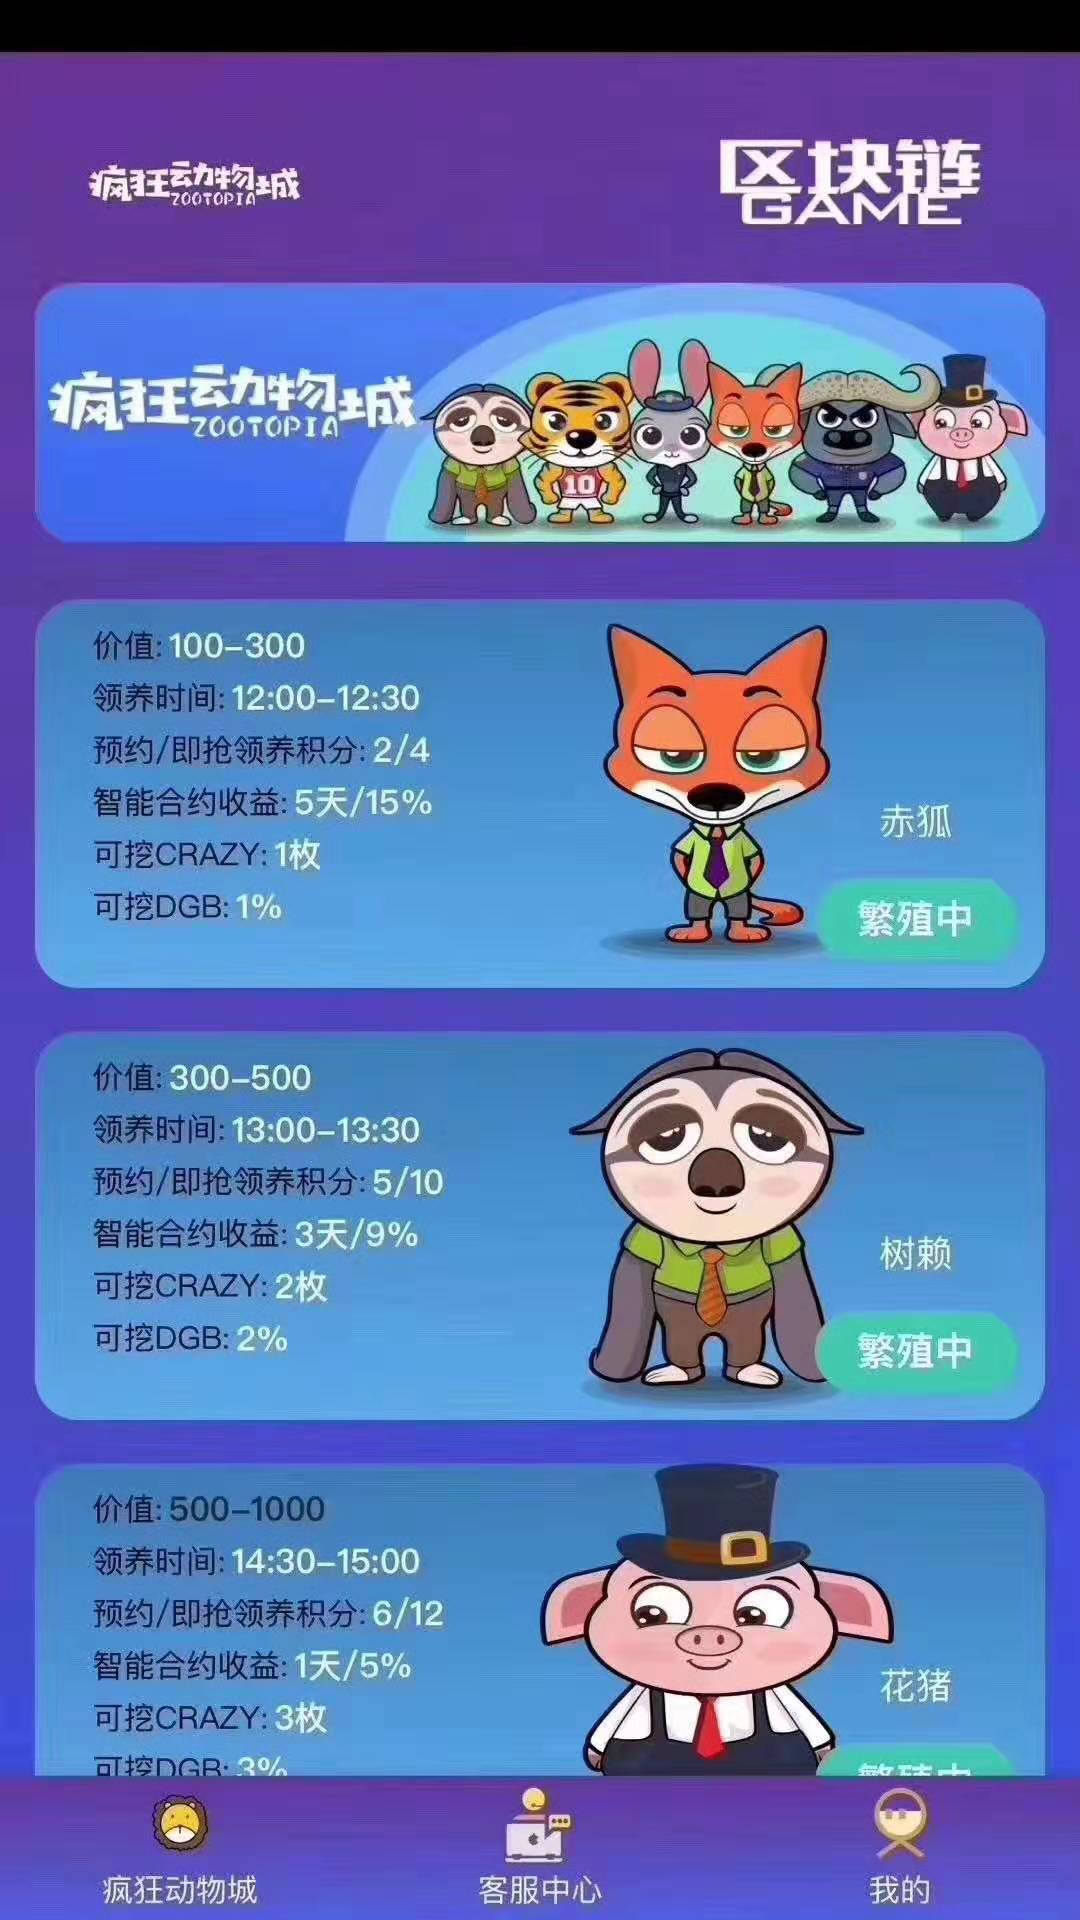 疯狂动物城
ZOOTOPIA
区块链
GAME
疯狂动物城
ZOOTOPIA
10
价值: 100-300
领养时间: 12:00-12:30
预约/即抢领养积分: 2/4
智能合约收益: 5天/15%
可挖CRAZY: 1枚
可挖DGB: 1%
赤狐
繁殖中
价值: 300-500
领养时间: 13:00-13:30
预约/即抢领养积分: 5/10
智能合约收益: 3天/9%
可挖CRAZY: 2枚
可挖DGB: 2%
树赖
繁殖中
价值: 500-1000
领养时间: 14:30-15:00
预约/即抢领养积分: 6/12
智能合约收益: 1天/5%
可挖CRAZY: 3枚
可挖DGB: 3%
花猪
繁殖中
疯狂动物城
客服中心
我的